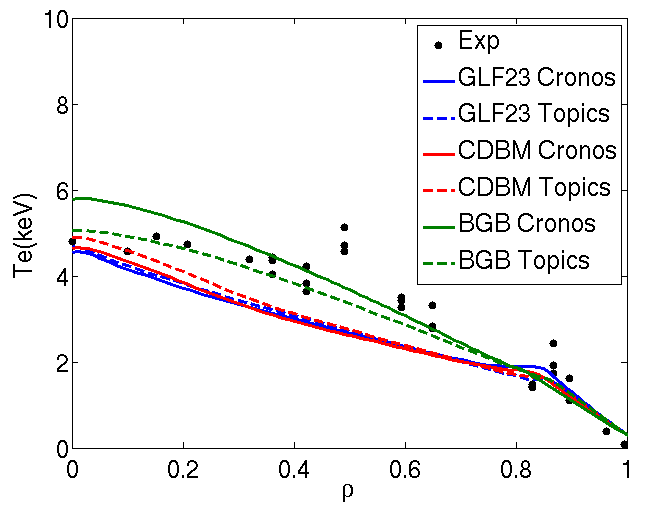 10
8
6
4
2
0
Te(keV)
Exp
GLF23 Cronos
GLF23 Topics
CDBM Cronos
CDBM Topics
BGB Cronos
BGB Topics
0
0.2
0.4
0.6
0.8
1
ρ